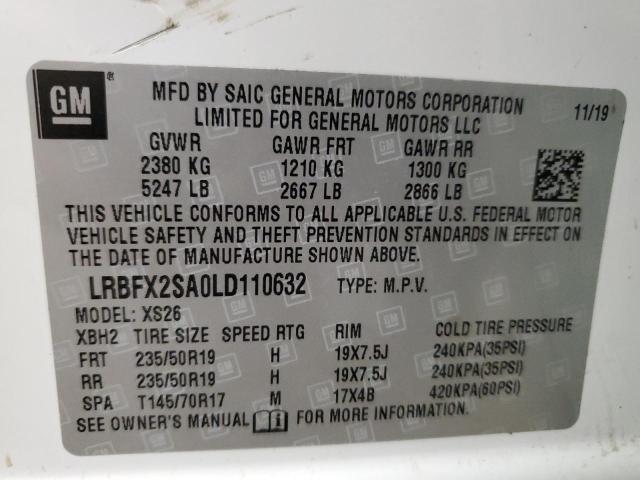 GM ®
MFD BY SAIC GENERAL MOTORS CORPORATION 11/19
LIMITED FOR GENERAL MOTORS LLC
GVWR GAWR FRT GAWR RR
2380 KG 1210 KG 1300 KG
5247 LB 2667 LB 2866 LB
THIS VEHICLE CONFORMS TO ALL APPLICABLE U.S. FEDERAL MOTOR
VEHICLE SAFETY AND THEFT PREVENTION STANDARDS IN EFFECT ON
THE DATE OF MANUFACTURE SHOWN ABOVE.
LRBFX2SA0LD110632 TYPE: M.P.V.
MODEL: XS26
XBH2 TIRE SIZE SPEED RTG RIM COLD TIRE PRESSURE
FRT 235/50R19 H 19X7.5J 240KPA(35PSI)
RR 235/50R19 H 19X7.5J 240KPA(35PSI)
SPA T145/70R17 M 17X4B 420KPA(60PSI)
SEE OWNER'S MANUAL FOR MORE INFORMATION.